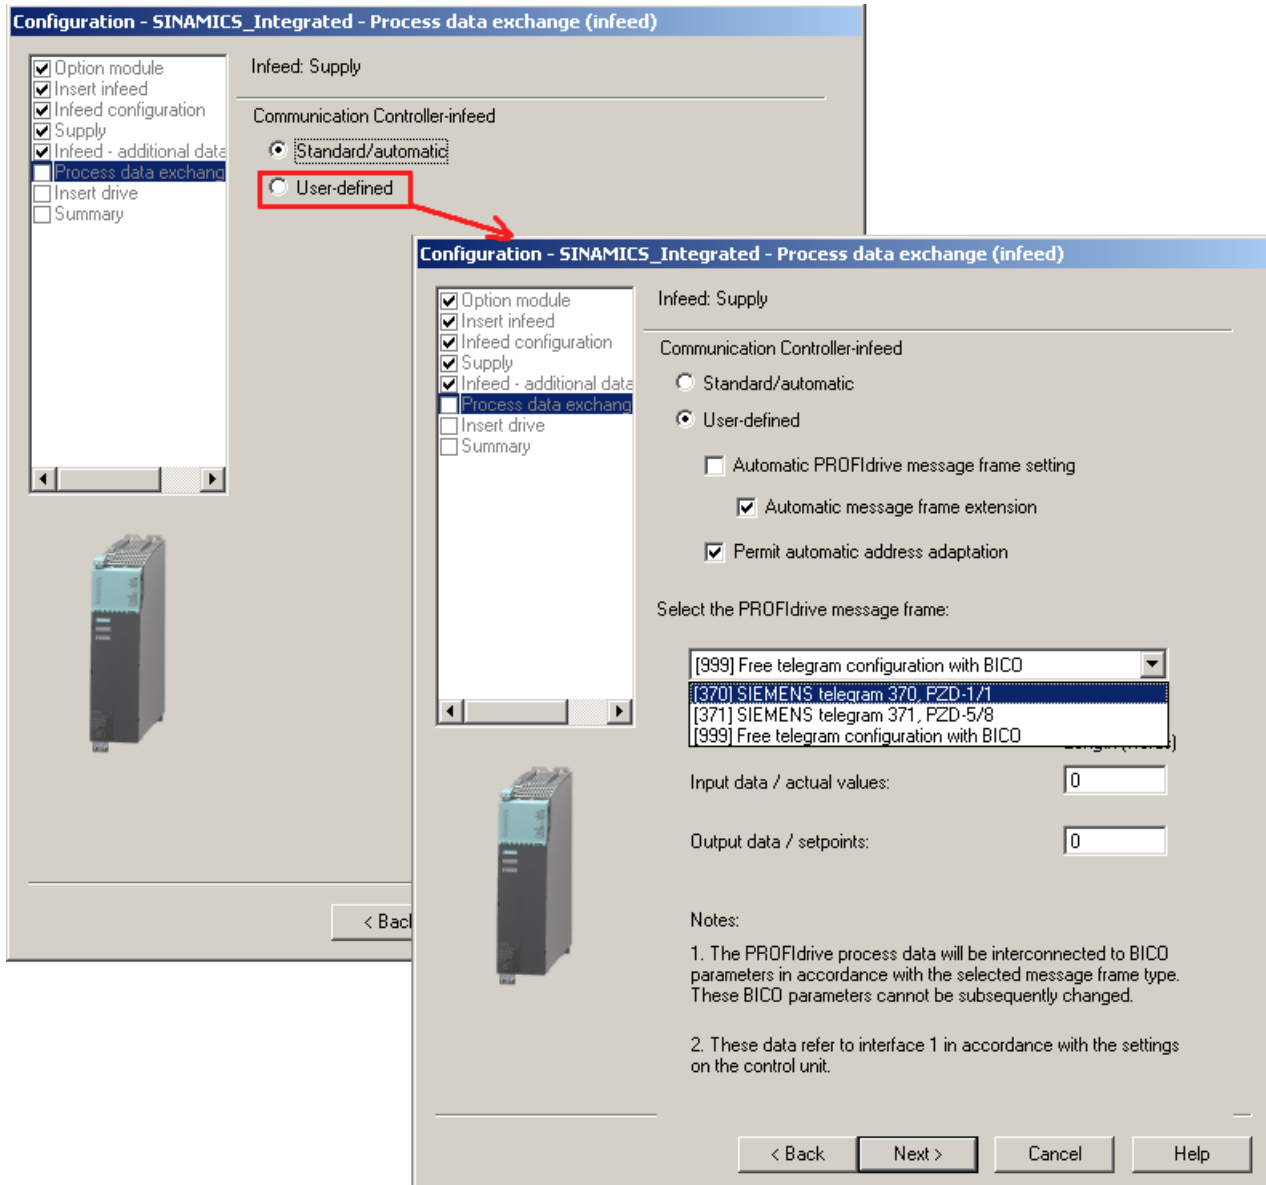 Configuration - SINAMICS_Integrated - Process data exchange (infeed)
Option module
Insert infeed
Infeed configuration
Supply
Infeed - additional data
Process data exchang
Insert drive
Summary
Infeed: Supply
Communication Controller-infeed
Standard/automatic
User-defined
< Back
Configuration - SINAMICS_Integrated - Process data exchange (infeed)
Option module
Insert infeed
Infeed configuration
Supply
Infeed - additional data
Process data exchang
Insert drive
Summary
Infeed: Supply
Communication Controller-infeed
Standard/automatic
User-defined
Automatic PROFIdrive message frame setting
Automatic message frame extension
Permit automatic address adaptation
Select the PROFIdrive message frame:
[999] Free telegram configuration with BICO
[370] SIEMENS telegram 370, PZD-1/1
[371] SIEMENS telegram 371, PZD-5/8
[999] Free telegram configuration with BICO
Input data / actual values: 0
Output data / setpoints: 0
Notes:
1. The PROFIdrive process data will be interconnected to BICO
parameters in accordance with the selected message frame type.
These BICO parameters cannot be subsequently changed.
2. These data refer to interface 1 in accordance with the settings
on the control unit.
< Back Next > Cancel Help